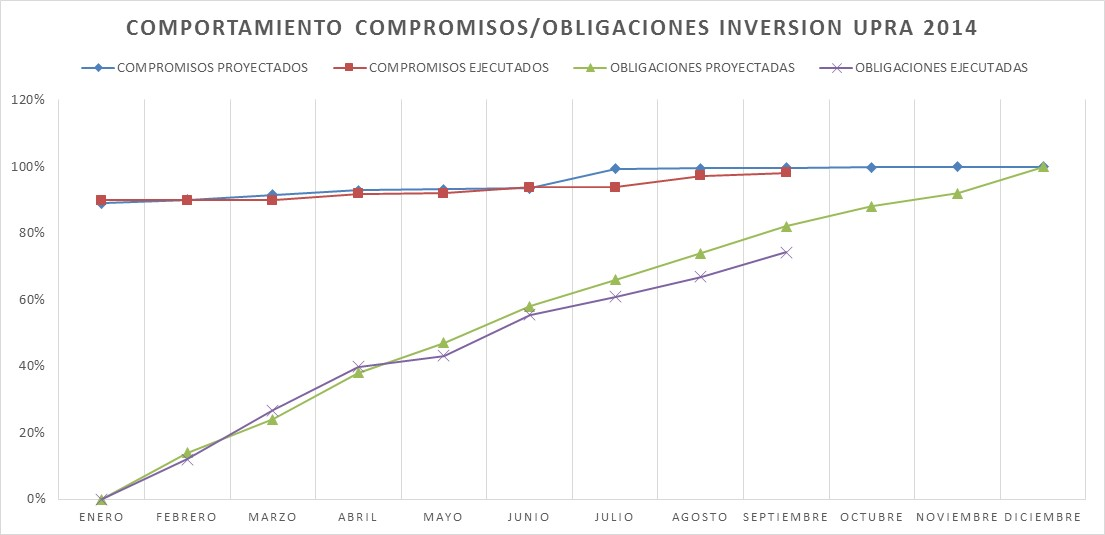 COMPORTAMIENTO COMPROMISOS/OBLIGACIONES INVERSION UPRA 2014
COMPROMISOS PROYECTADOS COMPROMISOS EJECUTADOS OBLIGACIONES PROYECTADAS OBLIGACIONES EJECUTADAS
120%
100%
80%
60%
40%
20%
0%
ENERO FEBRERO MARZO ABRIL MAYO JUNIO JULIO AGOSTO SEPTIEMBRE OCTUBRE NOVIEMBRE DICIEMBRE